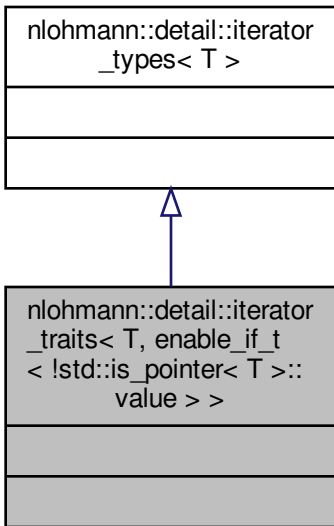 nlohmann::detail::iterator
_types< T >
nlohmann::detail::iterator
_traits< T, enable_if_t
< !std::is_pointer< T >::
value > >